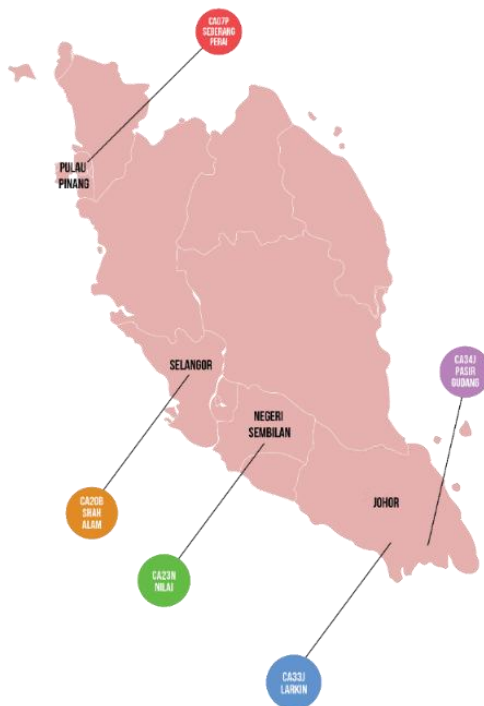 CA07P
SEBERANG
PERAI
PULAU
PINANG
SELANGOR
CA34J
PASIR
GUDANG
NEGERI
SEMBILAN
CA20B
SHAH
ALAM
JOHOR
CA23N
NILAI
CA33J
LARKIN